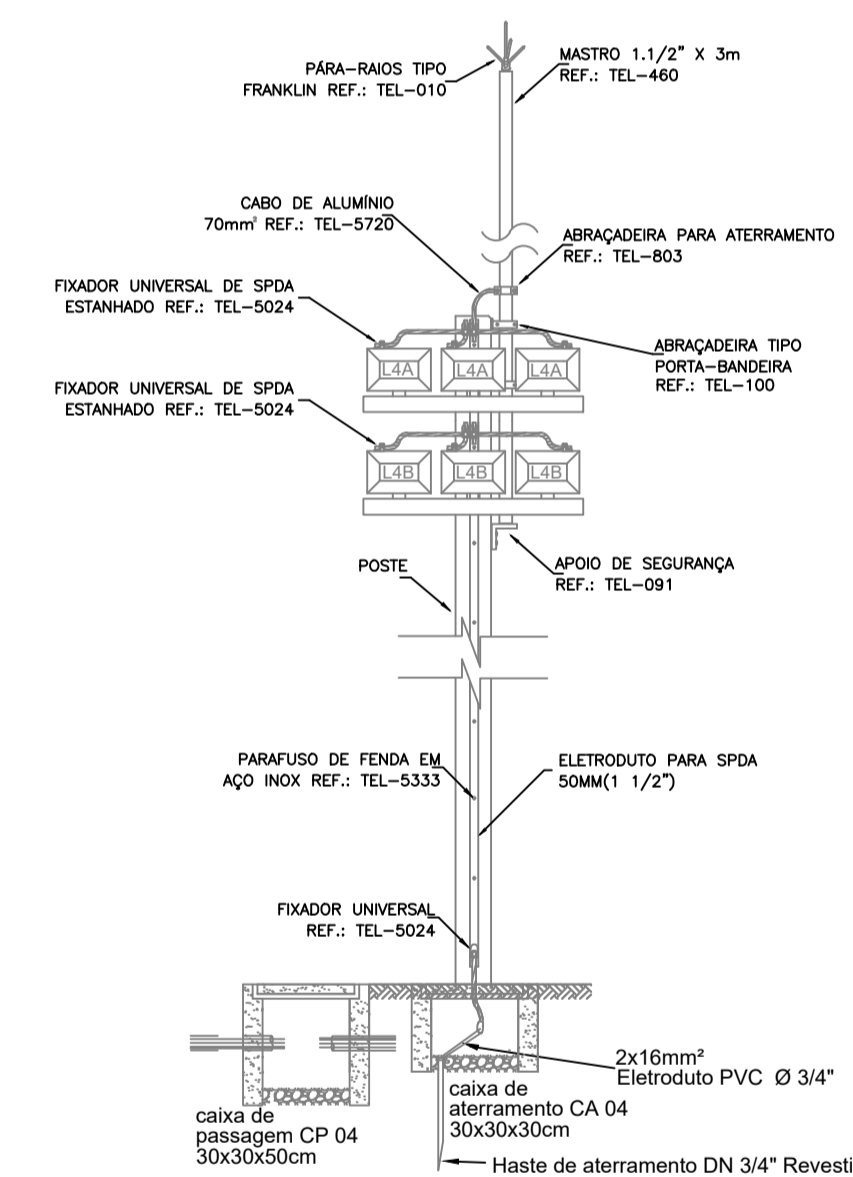 PÁRA-RAIOS TIPO
FRANKLIN REF.: TEL-010
MASTRO 1.1/2" X 3m
REF.: TEL-460
CABO DE ALUMÍNIO
70mm² REF.: TEL-5720
ABRAÇADEIRA PARA ATERRAMENTO
REF.: TEL-803
FIXADOR UNIVERSAL DE SPDA
ESTANHADO REF.: TEL-5024
ABRAÇADEIRA TIPO
PORTA-BANDEIRA
REF.: TEL-100
L4A L4A L4A
FIXADOR UNIVERSAL DE SPDA
ESTANHADO REF.: TEL-5024
L4B L4B L4B
POSTE
APOIO DE SEGURANÇA
REF.: TEL-091
PARAFUSO DE FENDA EM
AÇO INOX REF.: TEL-5333
ELETRODUTO PARA SPDA
50MM(1 1/2")
FIXADOR UNIVERSAL
REF.: TEL-5024
2x16mm²
Eletroduto PVC Ø 3/4"
caixa de
passagem CP 04
30x30x50cm
caixa de
aterramento CA 04
30x30x30cm
Haste de aterramento DN 3/4" Revesti